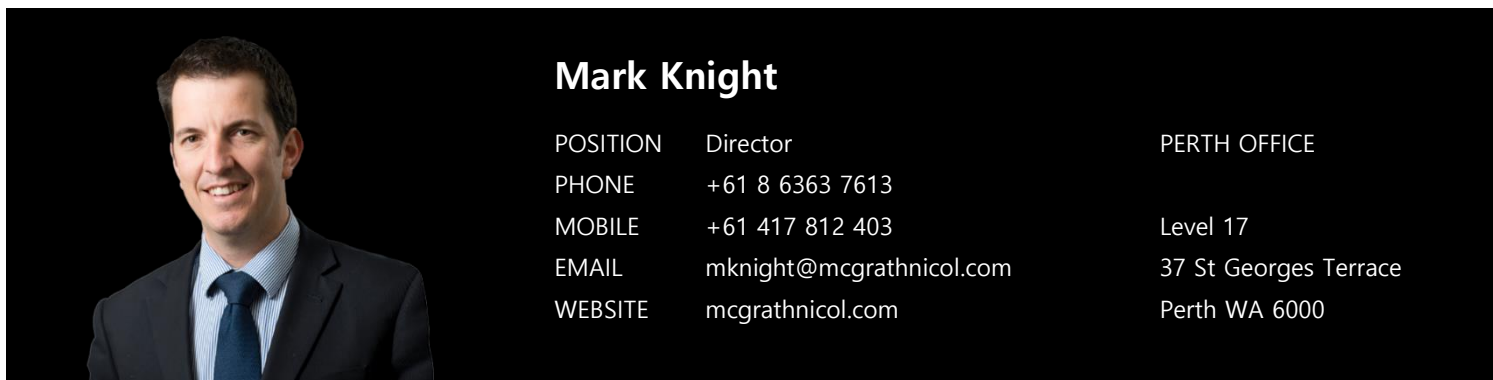 Mark Knight
POSITION Director PERTH OFFICE
PHONE +61 8 6363 7613
MOBILE +61 417 812 403 Level 17
EMAIL mknight@mcgrathnicol.com 37 St Georges Terrace
WEBSITE mcgrathnicol.com Perth WA 6000